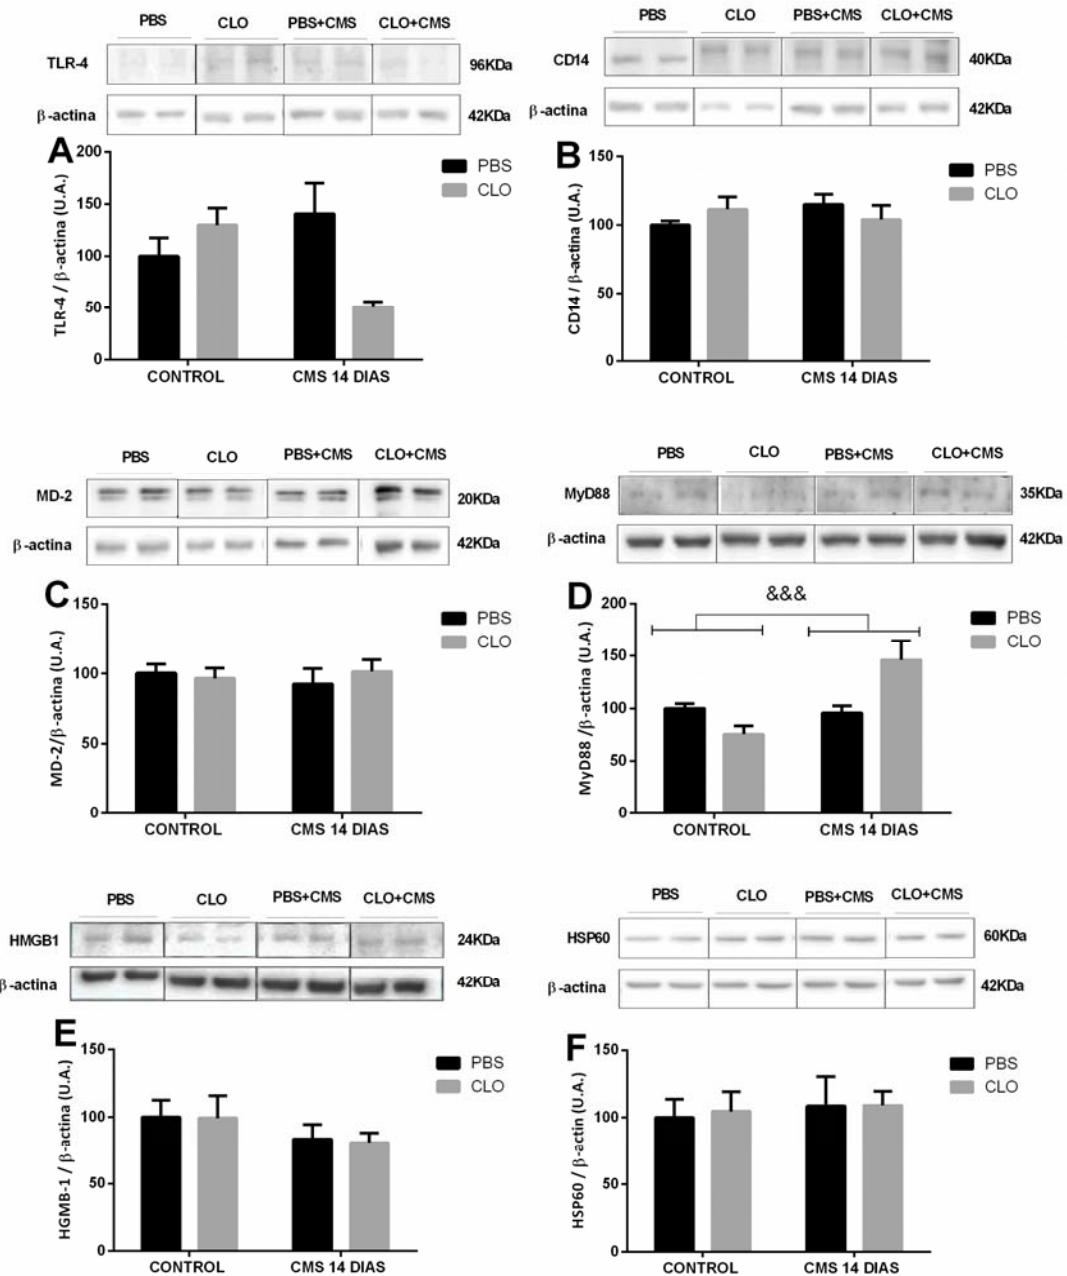 PBS CLO PBS+CMS CLO+CMS
TLR-4 96KDa
β-actina 42KDa
A
200
150
100
50
0
TLR-4 / β-actina (U.A.)
PBS
CLO
CONTROL CMS 14 DIAS
PBS CLO PBS+CMS CLO+CMS
CD14 40KDa
β-actina 42KDa
B
150
100
50
0
CD14 / β-actina (U.A.)
PBS
CLO
CONTROL CMS 14 DIAS
PBS CLO PBS+CMS CLO+CMS
MD-2 20KDa
β-actina 42KDa
C
150
100
50
0
MD-2/β-actina (U.A.)
PBS
CLO
CONTROL CMS 14 DIAS
PBS CLO PBS+CMS CLO+CMS
MyD88 35KDa
β-actina 42KDa
D
200
150
100
50
0
MyD88 /β-actina (U.A.)
&&&
PBS
CLO
CONTROL CMS 14 DIAS
PBS CLO PBS+CMS CLO+CMS
HMGB1 24KDa
β-actina 42KDa
E
150
100
50
0
HGMB-1 / β-actina (U.A.)
PBS
CLO
CONTROL CMS 14 DIAS
PBS CLO PBS+CMS CLO+CMS
HSP60 60KDa
β-actina 42KDa
F
150
100
50
0
HSP60 / β-actin (U.A.)
PBS
CLO
CONTROL CMS 14 DIAS